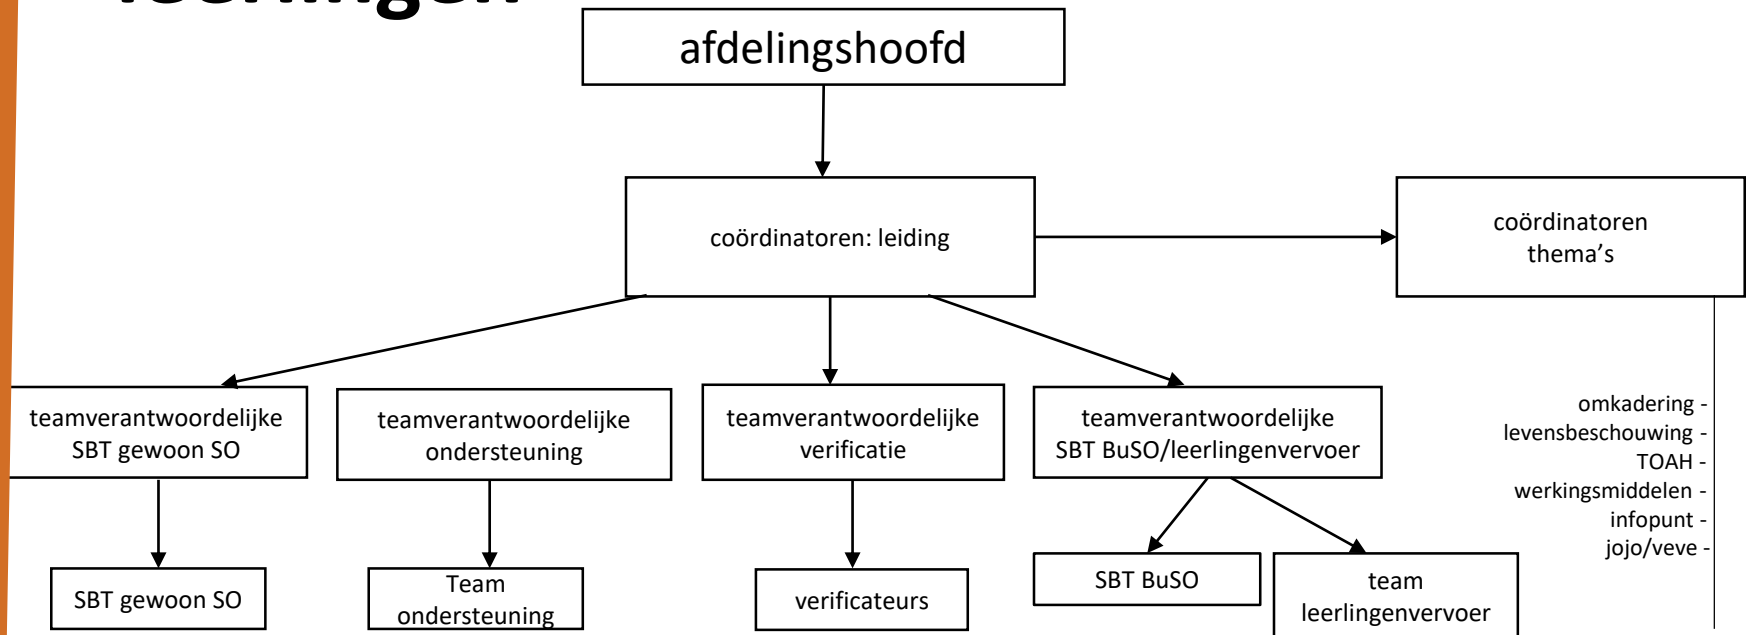 afdelingshoofd
coördinatoren: leiding
coördinatoren
thema's
teamverantwoordelijke
SBT gewoon SO
teamverantwoordelijke
ondersteuning
teamverantwoordelijke
verificatie
teamverantwoordelijke
SBT BuSO/leerlingenvervoer
omkadering -
levensbeschouwing -
TOAH -
werkingsmiddelen -
infopunt -
jojo/veve -
SBT gewoon SO
Team
ondersteuning
verificateurs
SBT BuSO
team
leerlingenvervoer